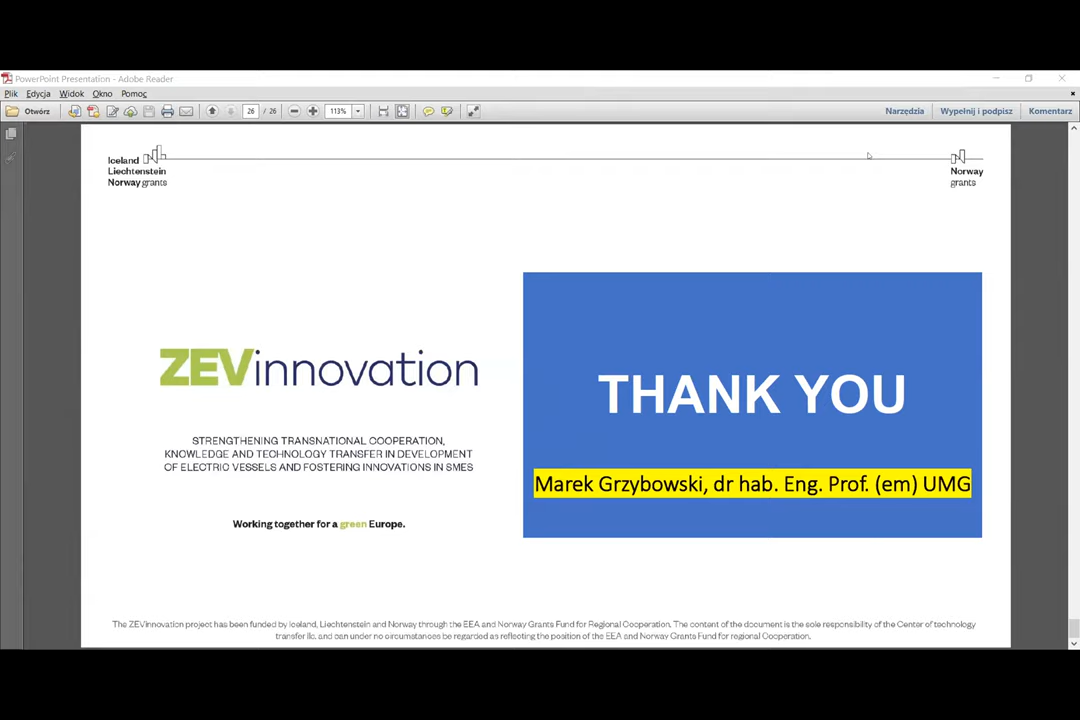 PowerPoint Presentation - Adobe Reader
Plik Edycja Widok Okno Pomoc
Otwórz 26 / 26 113% Narzędzia Wypełnij i podpisz Komentarz
Iceland
Liechtenstein
Norway grants
Norway
grants
ZEVinnovation
STRENGTHENING TRANSNATIONAL COOPERATION,
KNOWLEDGE AND TECHNOLOGY TRANSFER IN DEVELOPMENT
OF ELECTRIC VESSELS AND FOSTERING INNOVATIONS IN SMES
Working together for a green Europe.
THANK YOU
Marek Grzybowski, dr hab. Eng. Prof. (em) UMG
The ZEVinnovation project has been funded by Iceland, Liechtenstein and Norway through the EEA and Norway Grants Fund for Regional Cooperation. The content of the document is the sole responsibility of the Center of technology
transfer llc. and can under no circumstances be regarded as reflecting the position of the EEA and Norway Grants Fund for regional Cooperation.